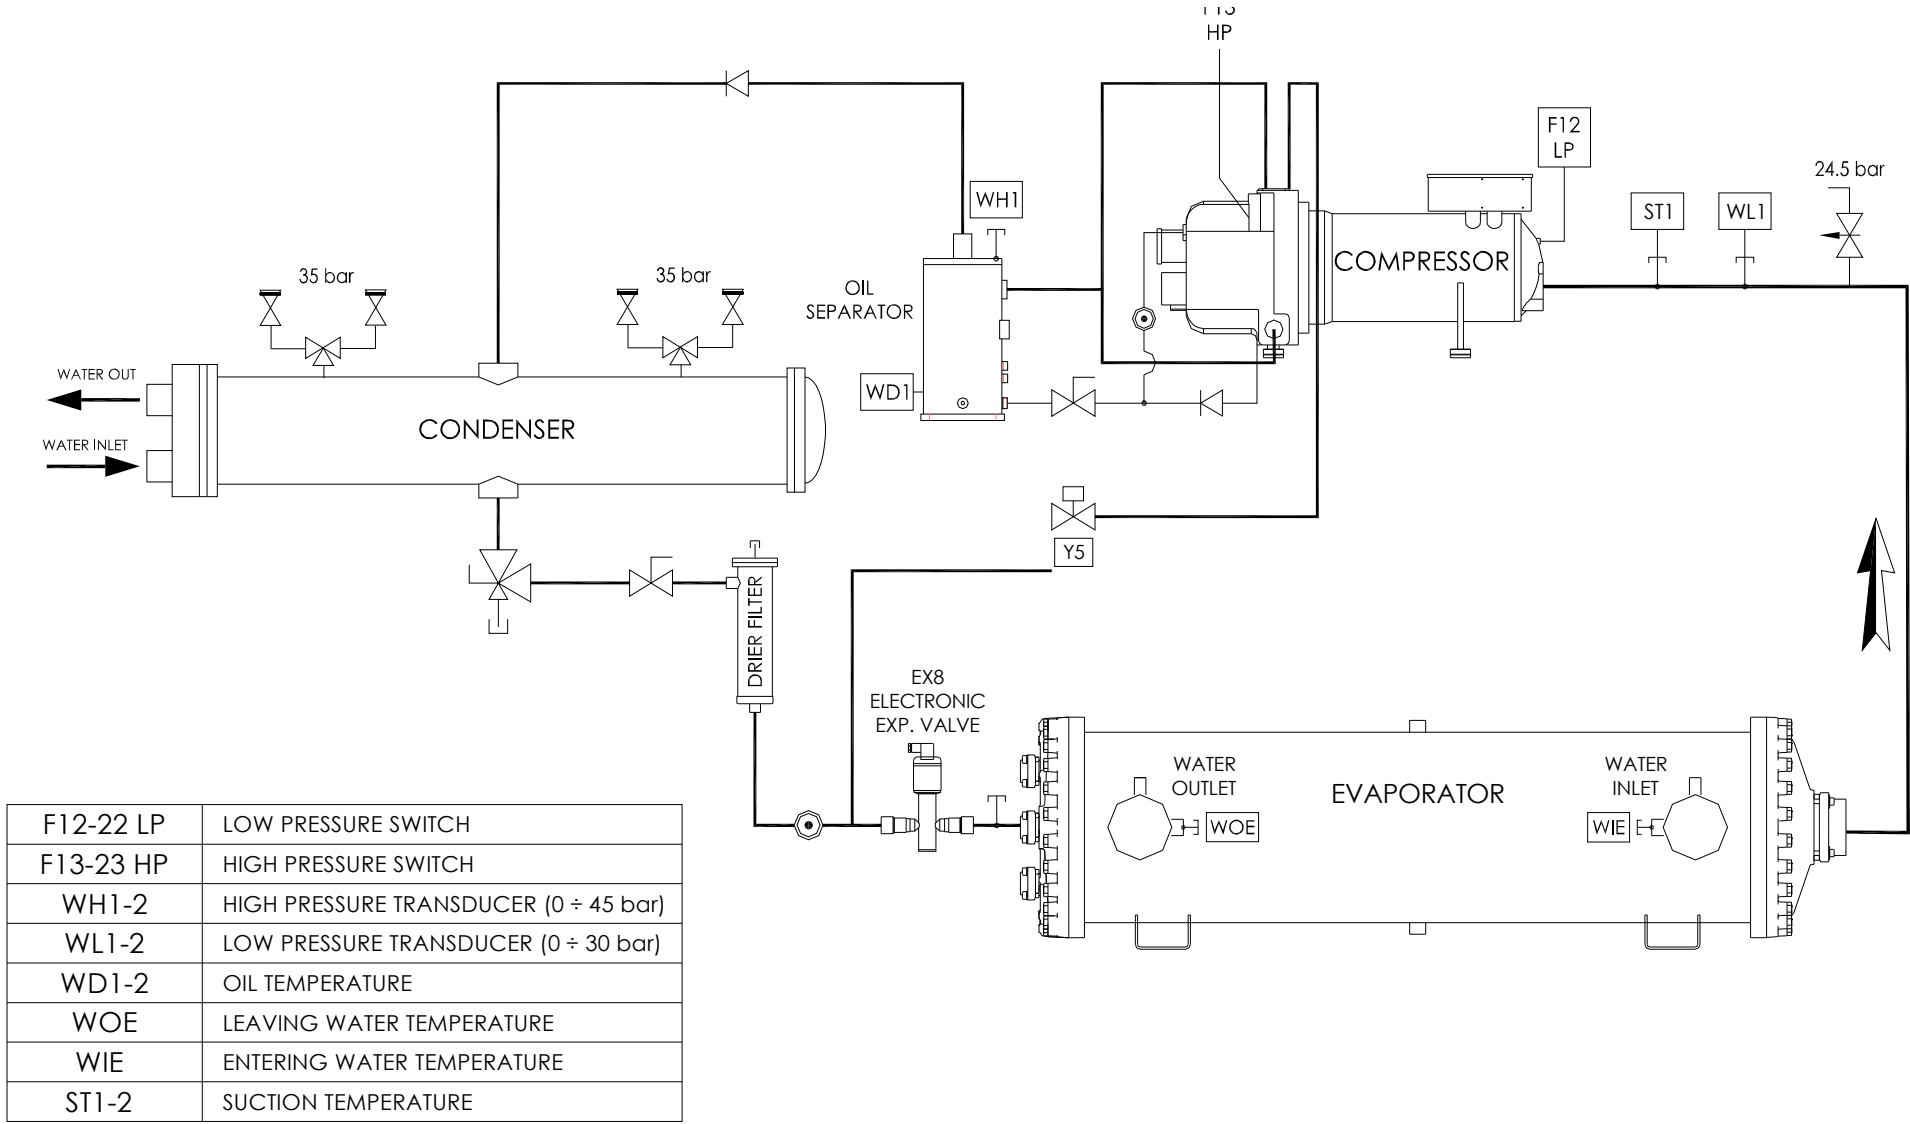 HP
F12
LP
24.5 bar
WH1
ST1
WL1
COMPRESSOR
35 bar
35 bar
OIL
SEPARATOR
WATER OUT
WD1
CONDENSER
WATER INLET
Y5
DRIER FILTER
EX8
ELECTRONIC
EXP. VALVE
WATER
OUTLET
EVAPORATOR
WATER
INLET
WOE
WIE
F12-22 LP LOW PRESSURE SWITCH
F13-23 HP HIGH PRESSURE SWITCH
WH1-2 HIGH PRESSURE TRANSDUCER (0 ÷ 45 bar)
WL1-2 LOW PRESSURE TRANSDUCER (0 ÷ 30 bar)
WD1-2 OIL TEMPERATURE
WOE LEAVING WATER TEMPERATURE
WIE ENTERING WATER TEMPERATURE
ST1-2 SUCTION TEMPERATURE